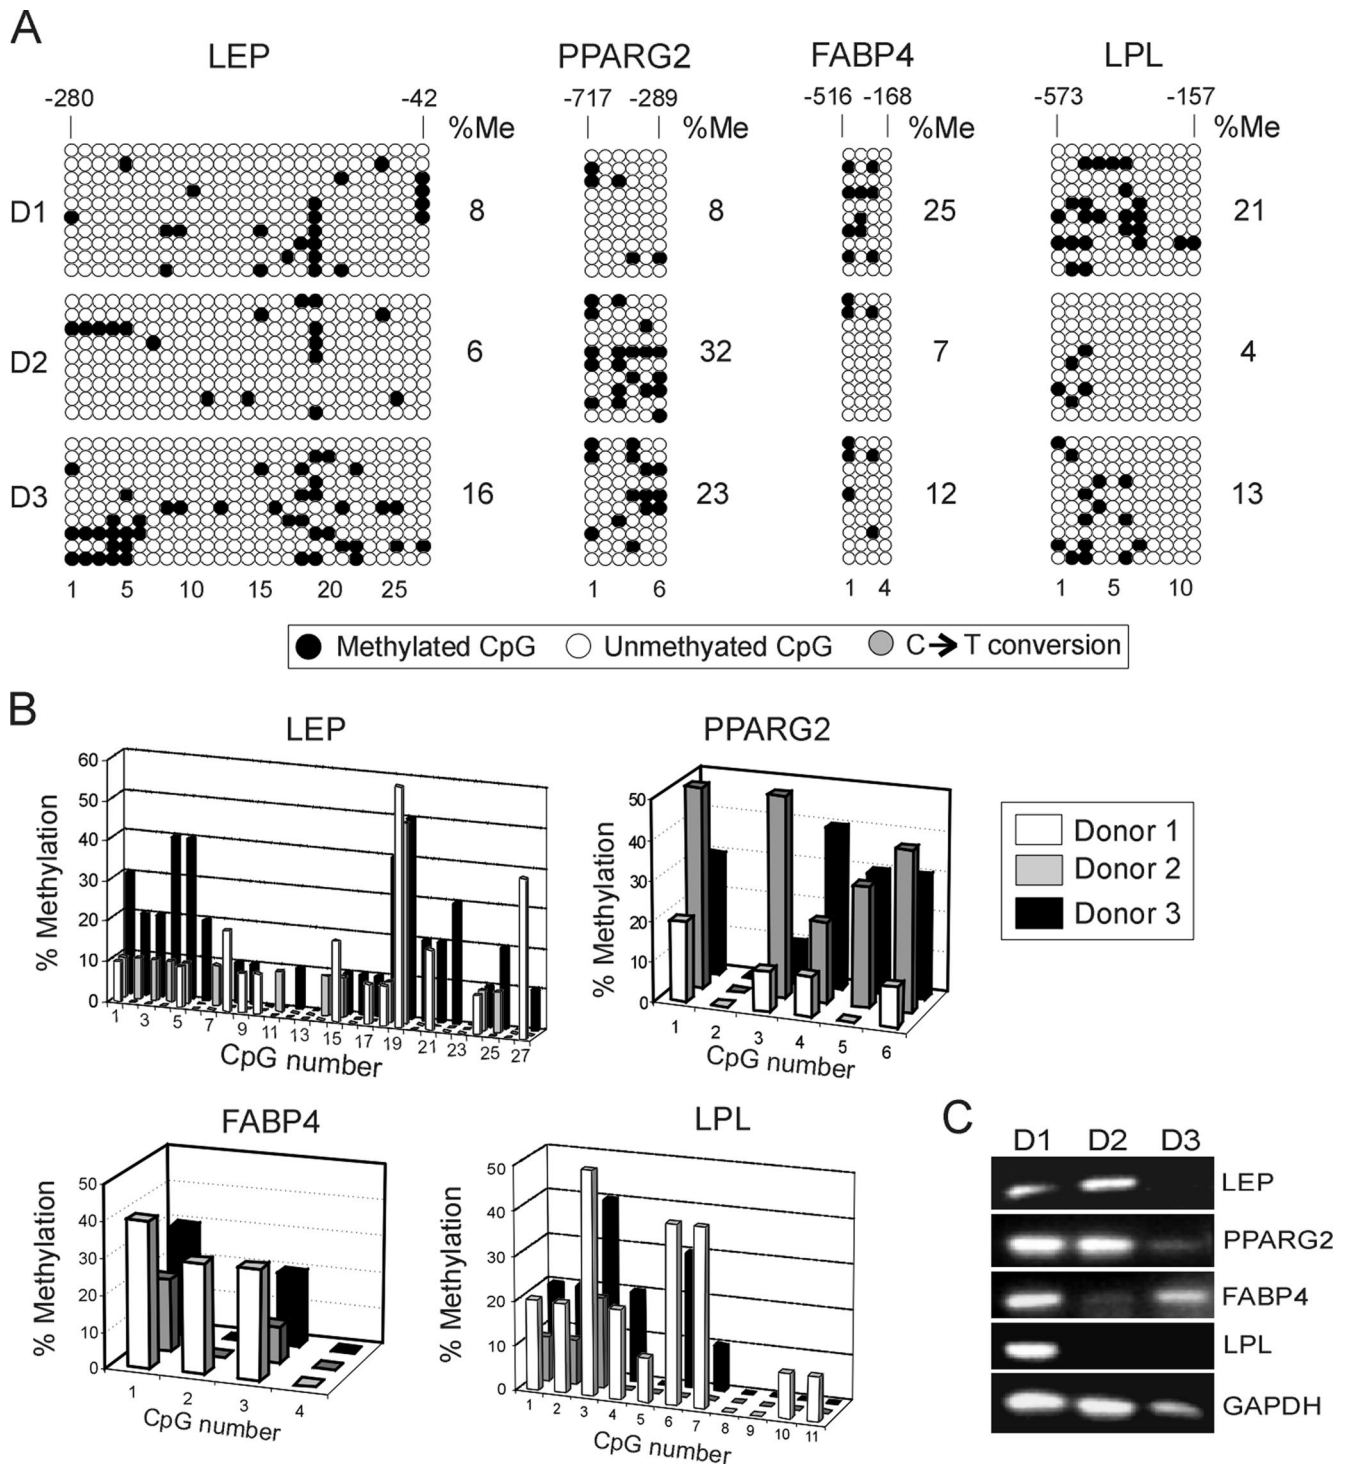 A
LEP PPARG2 FABP4 LPL
-280 -42 -717 -289 -516 -168 -573 -157
%Me %Me %Me %Me
D1 8 8 25 21
D2 6 32 7 4
D3 16 23 12 13
1 5 10 15 20 25 1 6 1 4 1 5 10
Methylated CpG Unmethyated CpG C→T conversion
B
LEP
% Methylation
60
50
40
30
20
10
0
1 3 5 7 9 11 13 15 17 19 21 23 25 27
CpG number
PPARG2
% Methylation
50
40
30
20
10
0
1 2 3 4 5 6
CpG number
Donor 1
Donor 2
Donor 3
FABP4
% Methylation
50
40
30
20
10
0
1 2 3 4
CpG number
LPL
% Methylation
50
40
30
20
10
0
1 2 3 4 5 6 7 8 9 10 11
CpG number
C
D1 D2 D3
LEP
PPARG2
FABP4
LPL
GAPDH